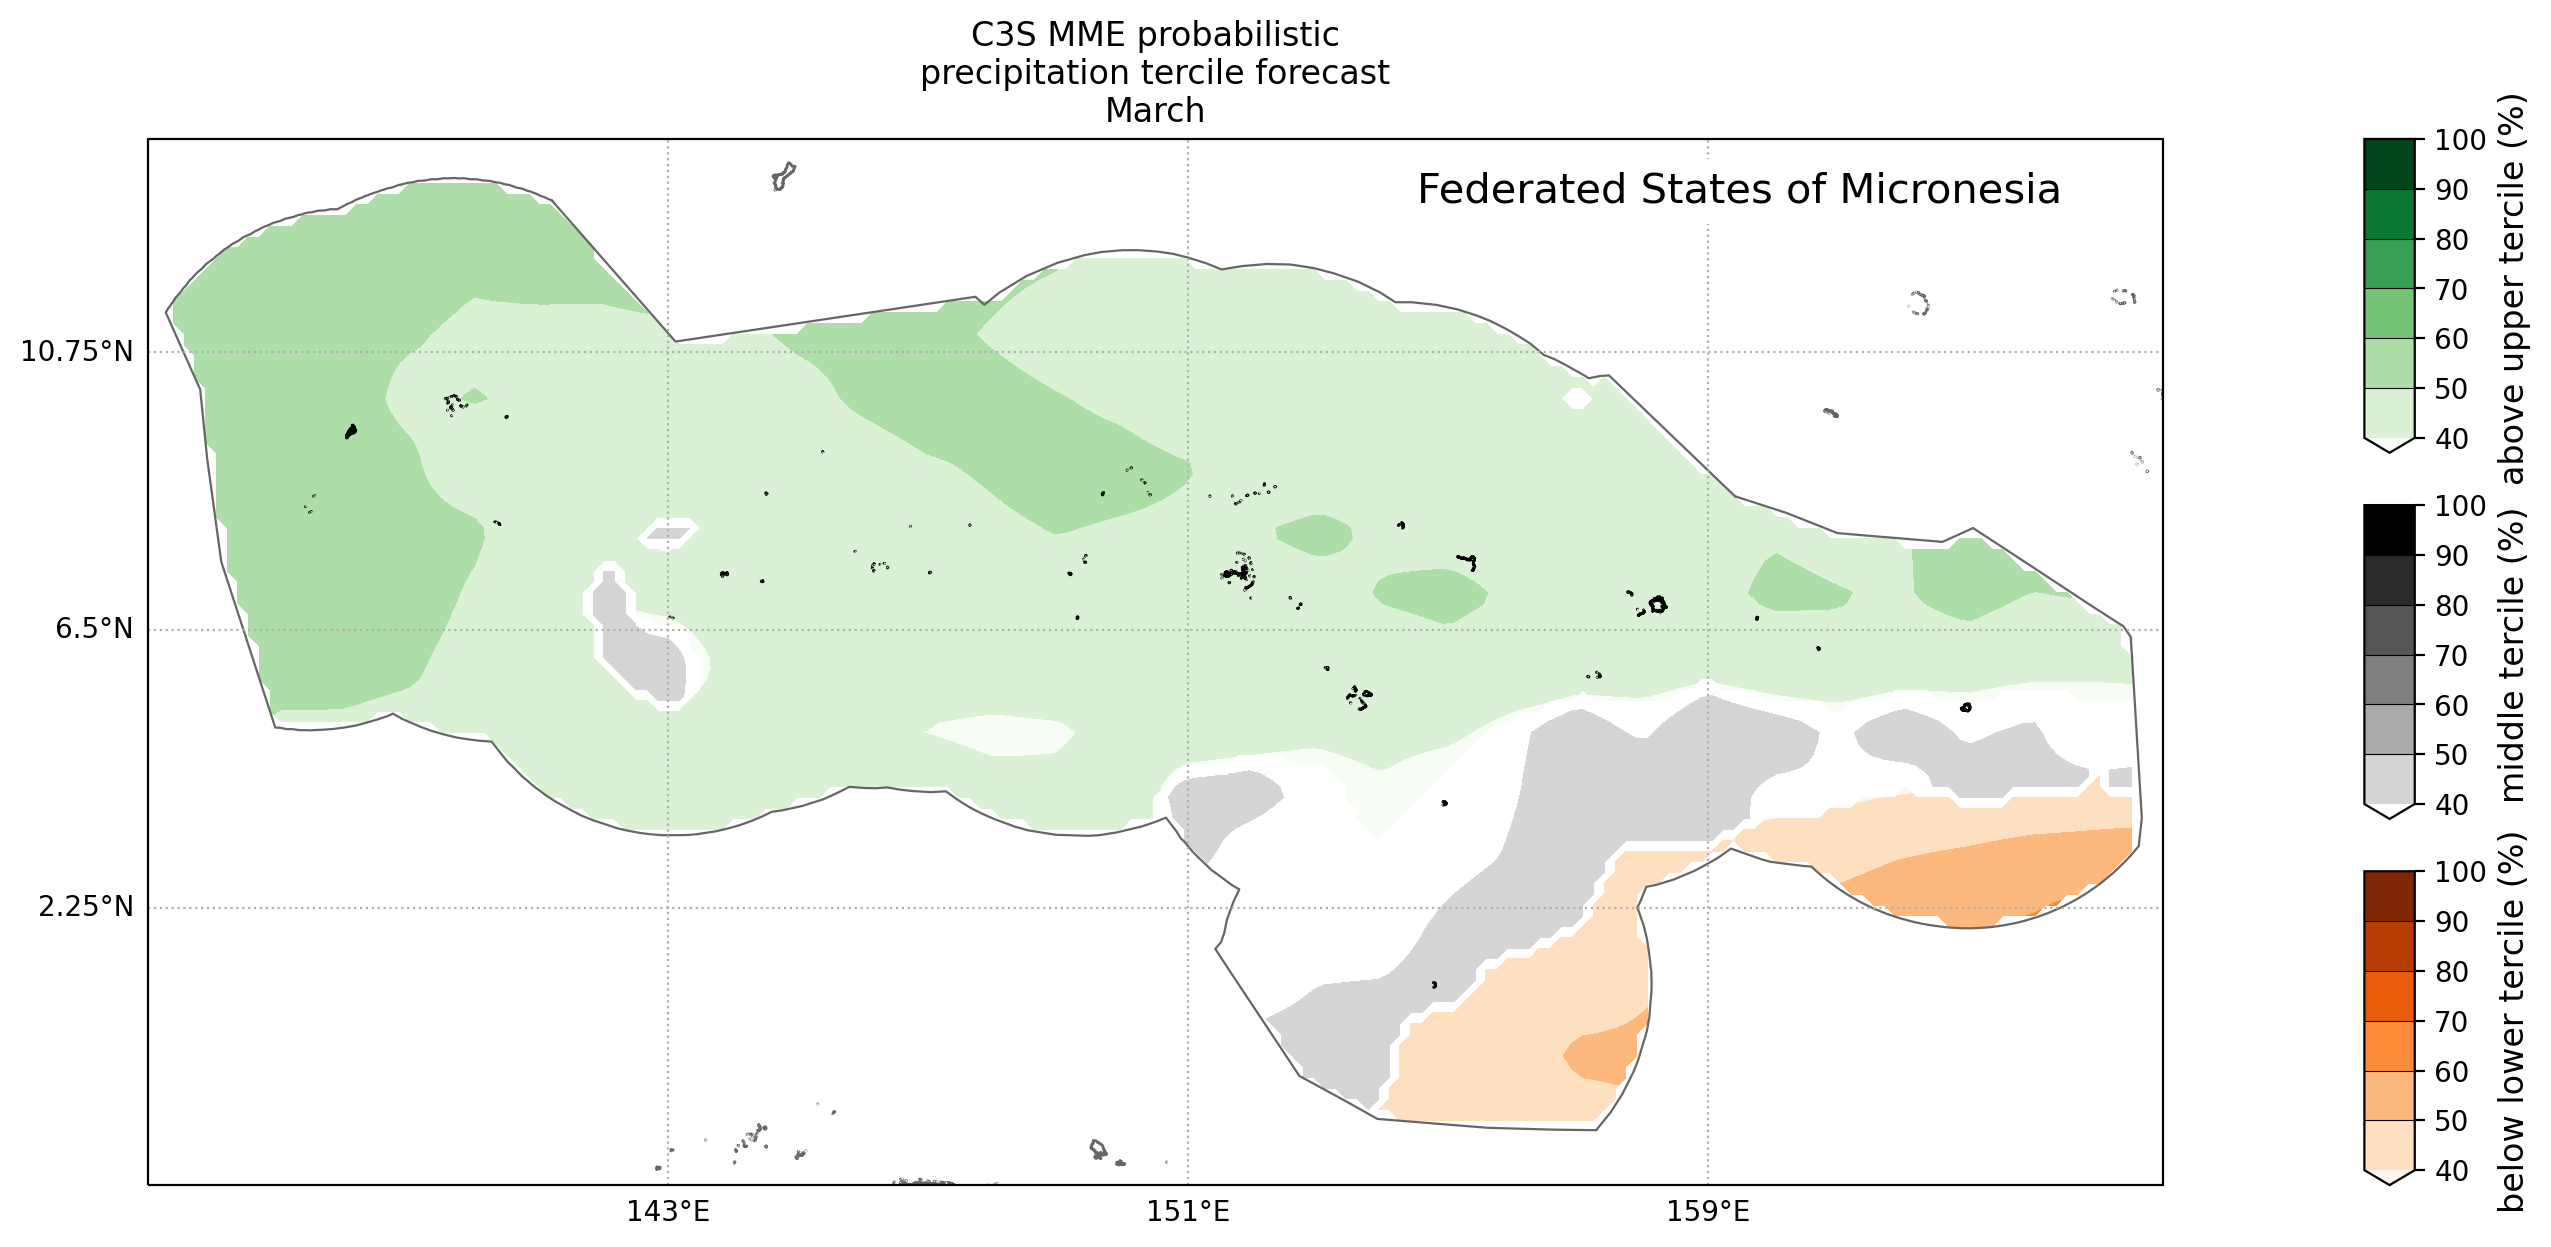 C3S MME probabilistic
precipitation tercile forecast
March
Federated States of Micronesia
10.75°N
6.5°N
2.25°N
143°E
151°E
159°E
100
90
80
70
60
50
40
above upper tercile (%)
100
90
80
70
60
50
40
middle tercile (%)
100
90
80
70
60
50
40
below lower tercile (%)